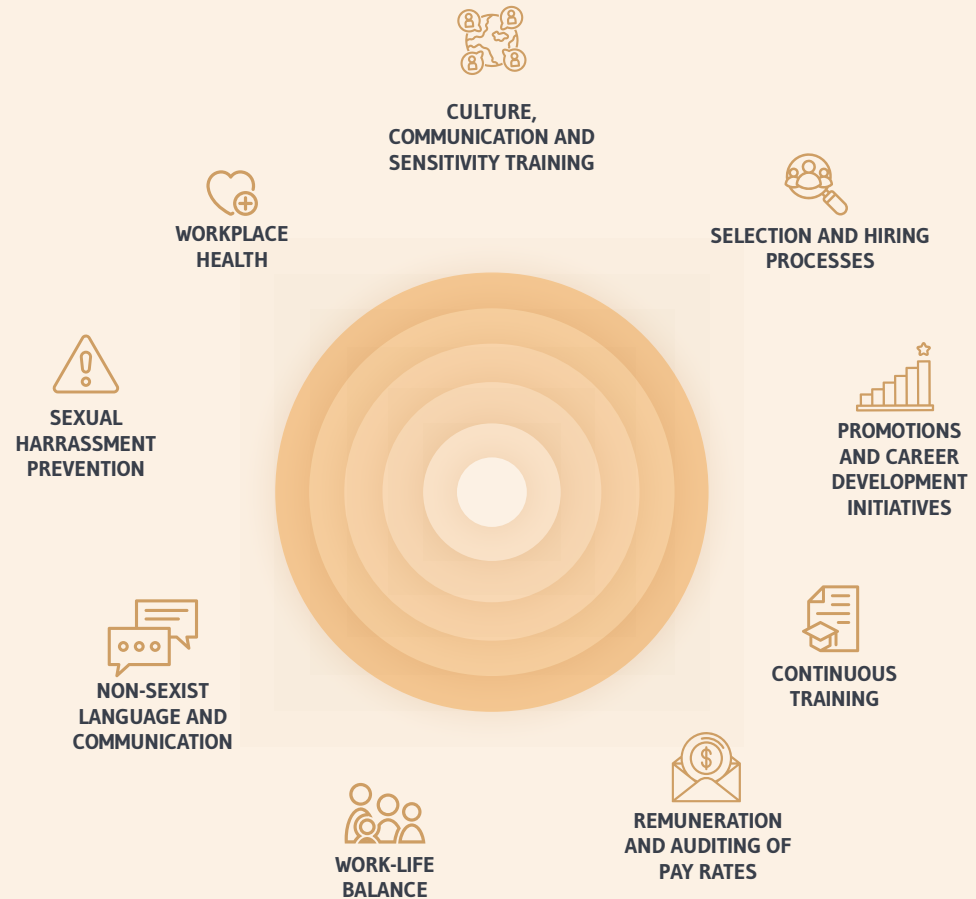 CULTURE,
COMMUNICATION AND
SENSITIVITY TRAINING
SELECTION AND HIRING
PROCESSES
PROMOTIONS
AND CAREER
DEVELOPMENT
INITIATIVES
CONTINUOUS
TRAINING
REMUNERATION
AND AUDITING OF
PAY RATES
WORK-LIFE
BALANCE
NON-SEXIST
LANGUAGE AND
COMMUNICATION
SEXUAL
HARRASSMENT
PREVENTION
WORKPLACE
HEALTH
$